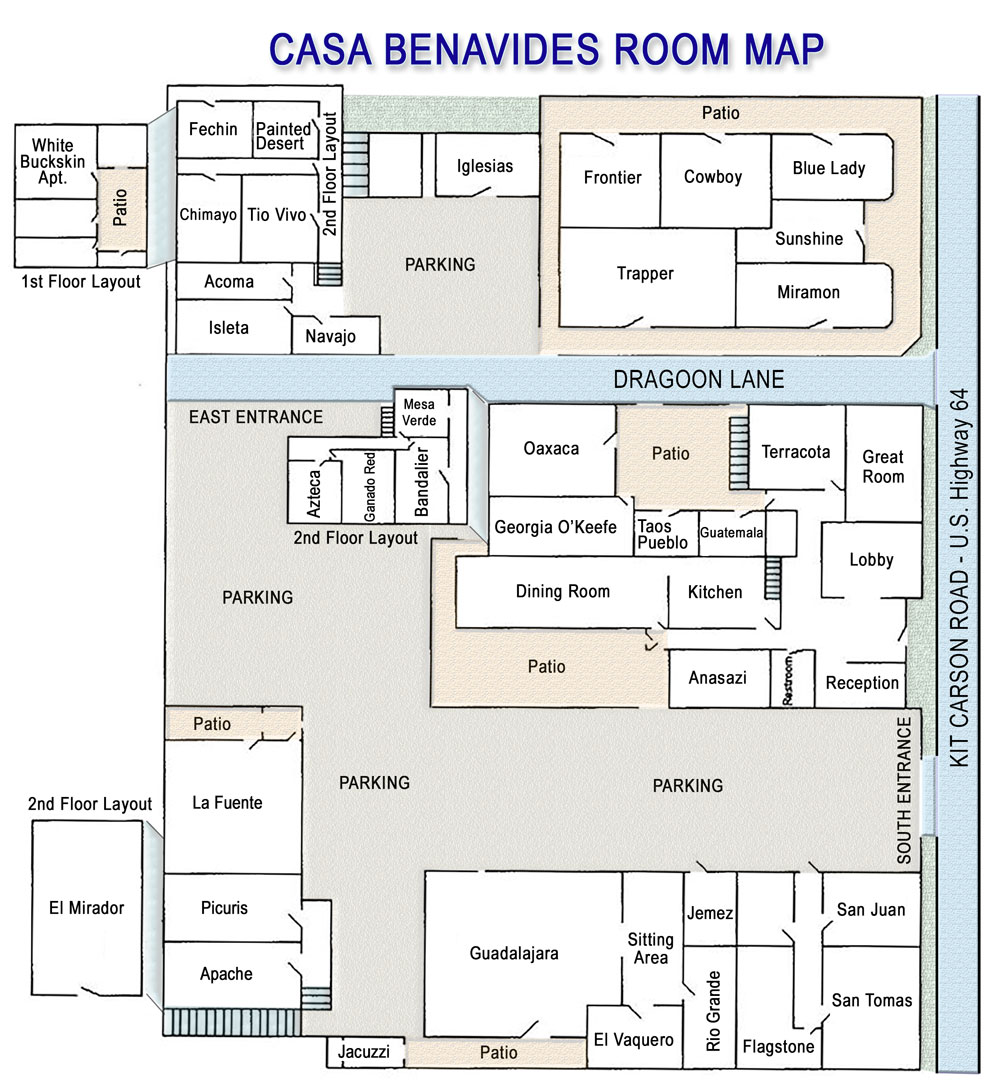 CASA BENAVIDES ROOM MAP
White
Buckskin
Apt.
Patio
1st Floor Layout
Fechin
Painted
Desert
2nd Floor Layout
Chimayo
Tio Vivo
Acoma
Isleta
Navajo
Iglesias
PARKING
Patio
Frontier
Cowboy
Blue Lady
Sunshine
Trapper
Miramon
DRAGOON LANE
KIT CARSON ROAD - U.S. Highway 64
EAST ENTRANCE
Mesa
Verde
Azteca
Ganado Red
Bandalier
2nd Floor Layout
Oaxaca
Patio
Terracota
Great
Room
Georgia O'Keefe
Taos
Pueblo
Guatemala
Lobby
Dining Room
Kitchen
PARKING
Patio
Anasazi
Restroom
Reception
Patio
La Fuente
PARKING
PARKING
SOUTH ENTRANCE
2nd Floor Layout
El Mirador
Picuris
Apache
Guadalajara
Sitting
Area
Jemez
San Juan
Rio Grande
San Tomas
El Vaquero
Flagstone
Jacuzzi
Patio